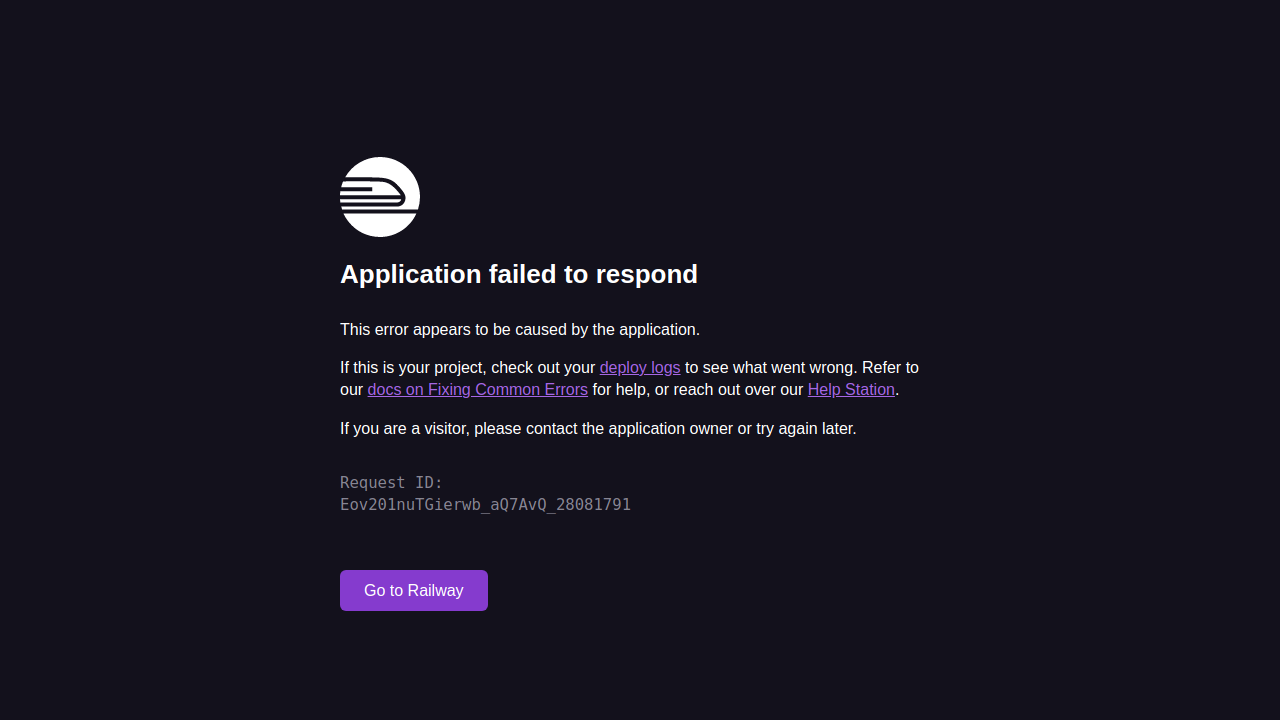 Application failed to respond
This error appears to be caused by the application.
If this is your project, check out your deploy logs to see what went wrong. Refer to
our docs on Fixing Common Errors for help, or reach out over our Help Station.
If you are a visitor, please contact the application owner or try again later.
Request ID:
Eov201nuTGierwb_aQ7AvQ_28081791
Go to Railway